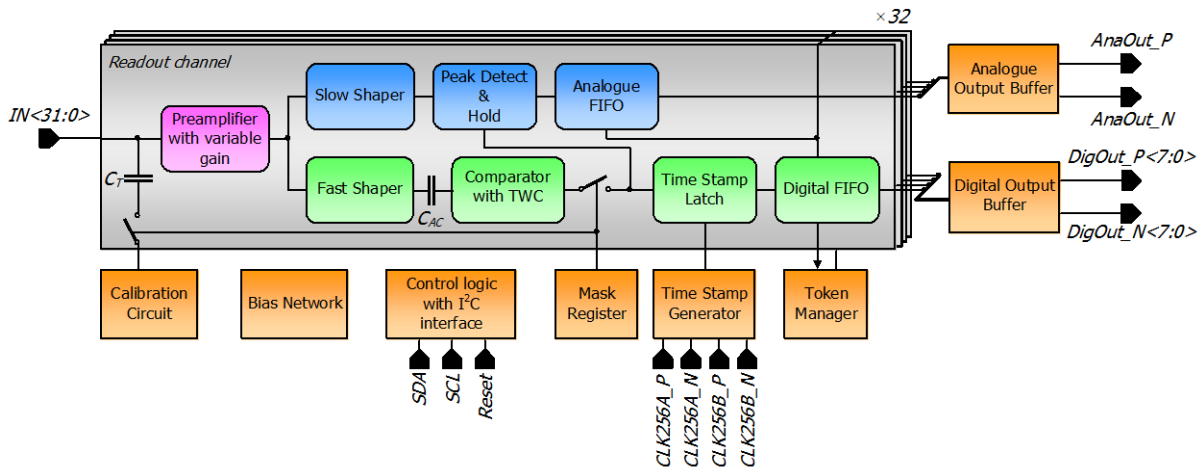 ×32
Readout channel
IN<31:0>
Preamplifier
with variable
gain
Slow Shaper
Peak Detect
&
Hold
Analogue
FIFO
Analogue
Output Buffer
AnaOut_P
AnaOut_N
C_T
Fast Shaper
C_AC
Comparator
with TWC
Time Stamp
Latch
Digital FIFO
Digital Output
Buffer
DigOut_P<7:0>
DigOut_N<7:0>
Calibration
Circuit
Bias Network
Control logic
with I²C
interface
Mask
Register
Time Stamp
Generator
Token
Manager
SDA
SCL
Reset
CLK256A_P
CLK256A_N
CLK256B_P
CLK256B_N